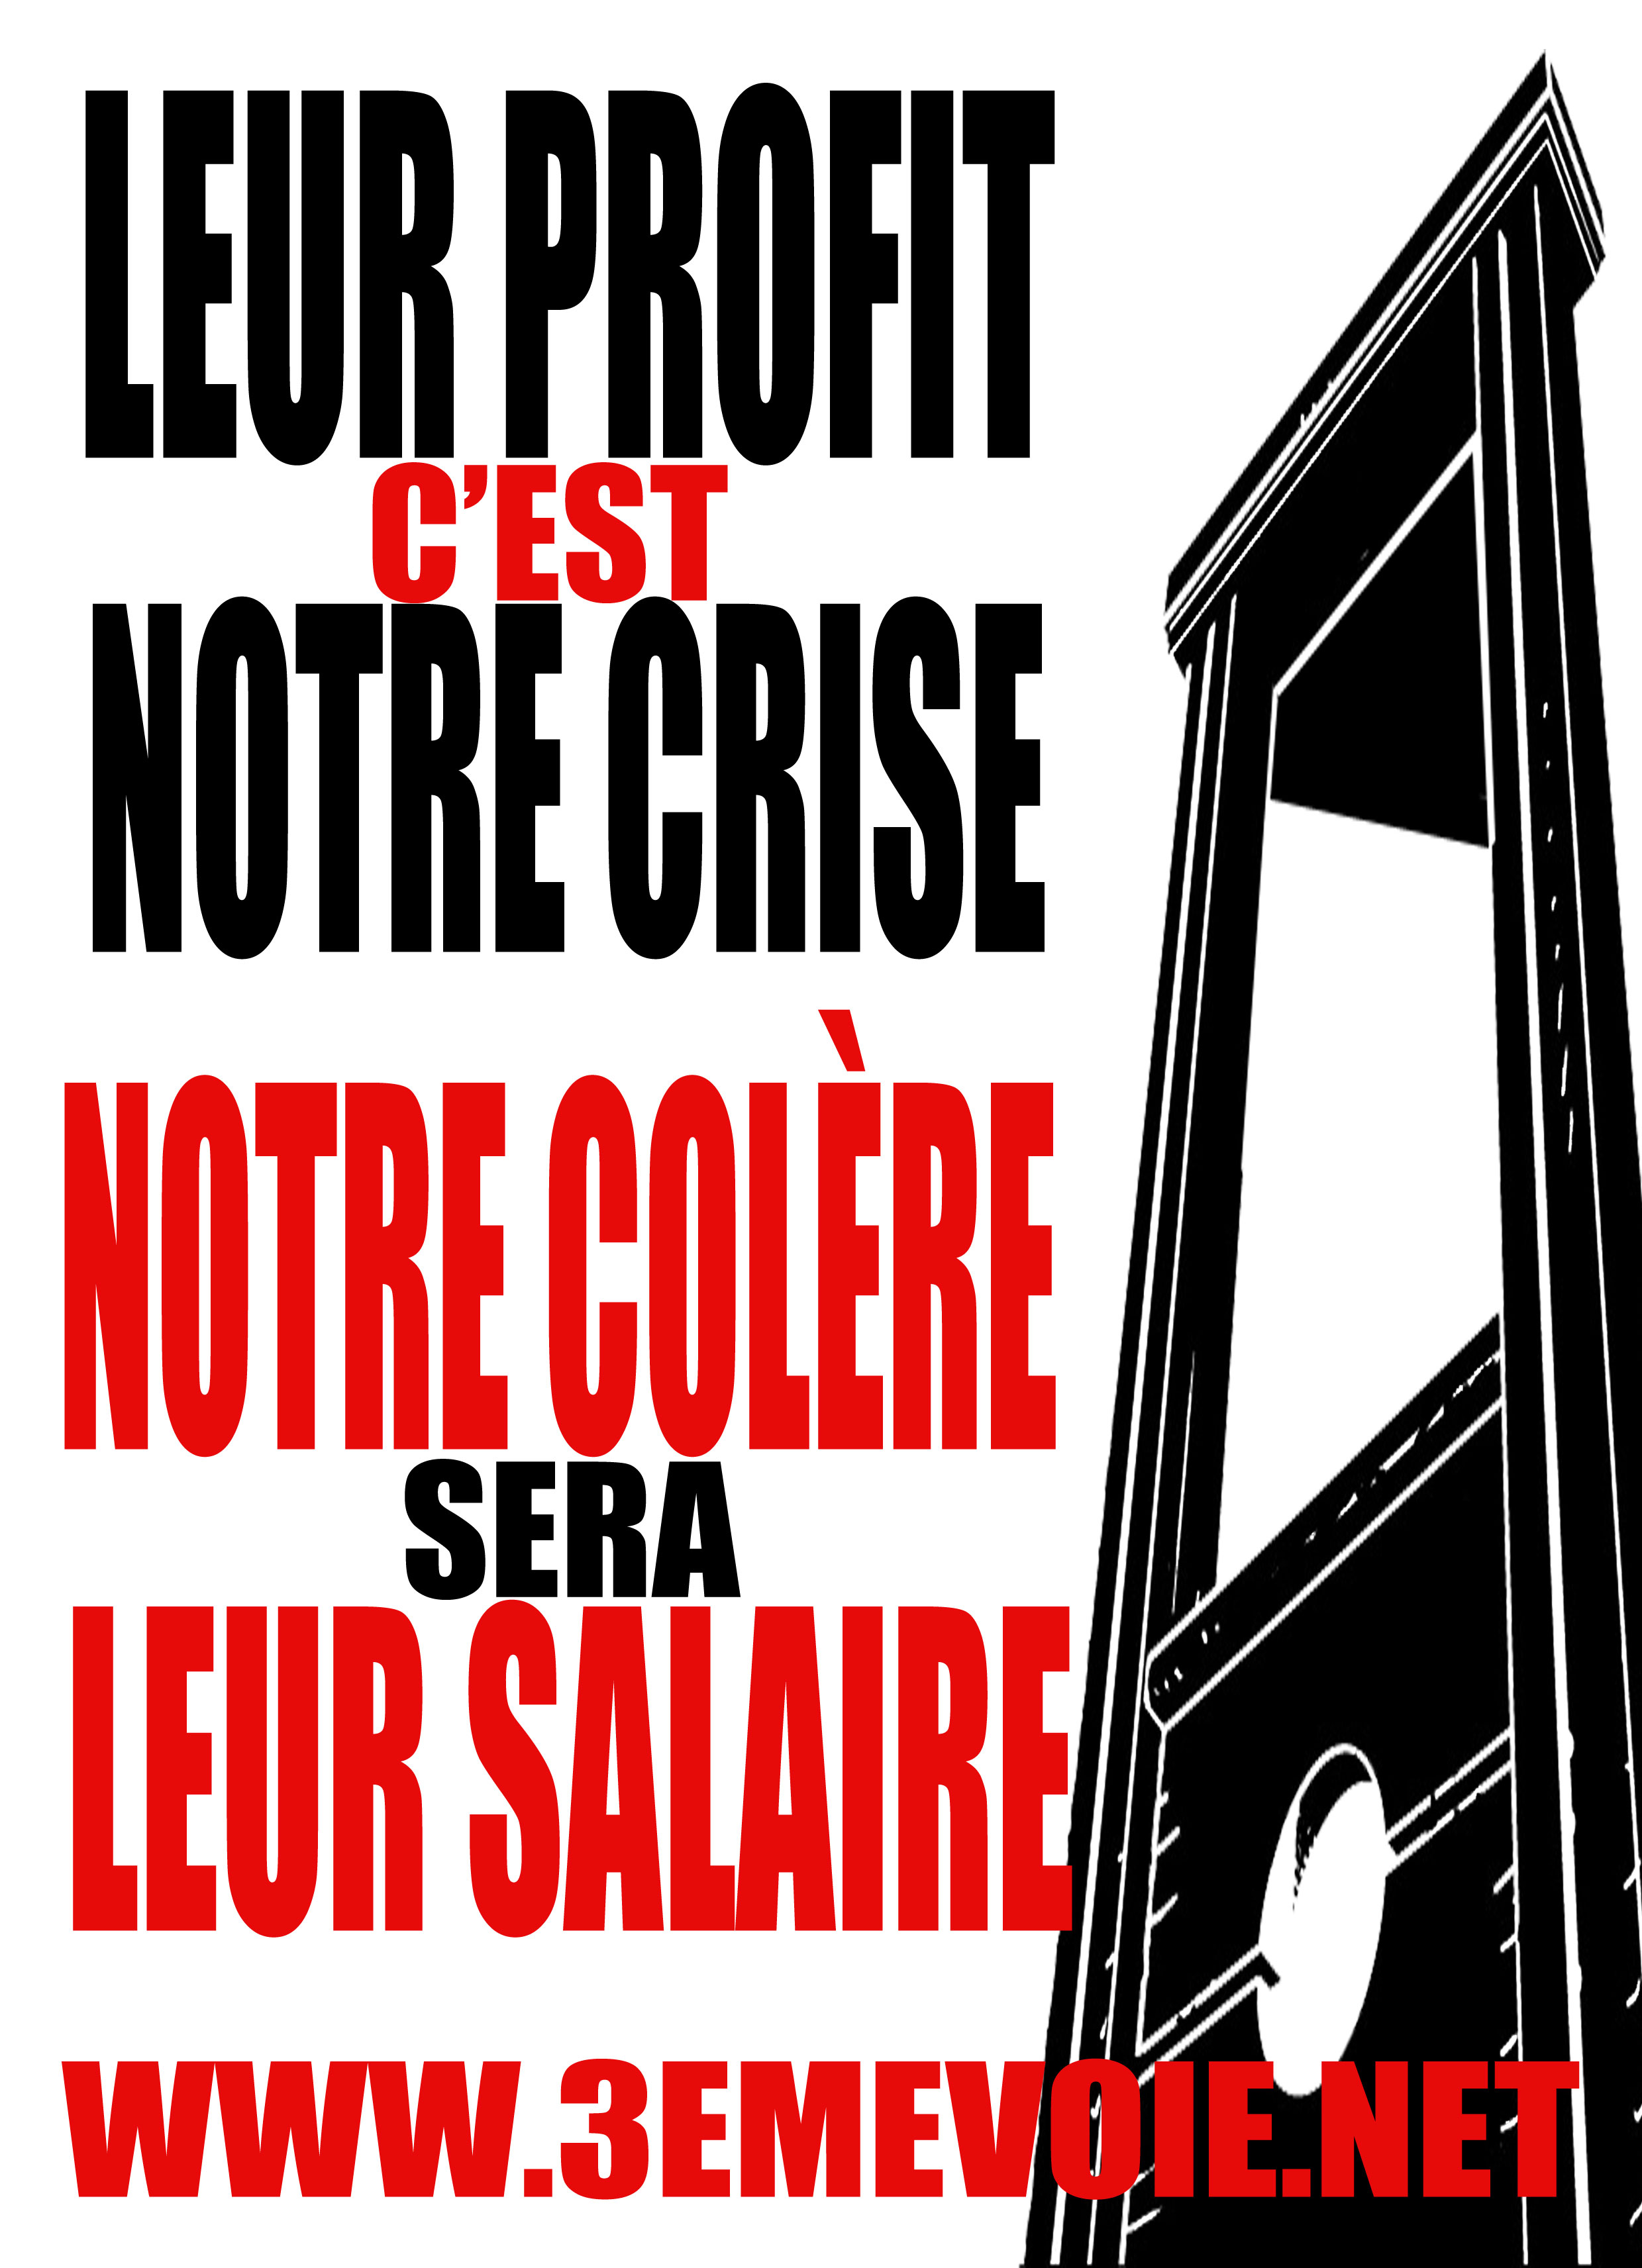 LEUR PROFIT
C'EST
NOTRE CRISE
NOTRE COLÈRE
SERA
LEUR SALAIRE
WWW.3EMEVOIE.NET